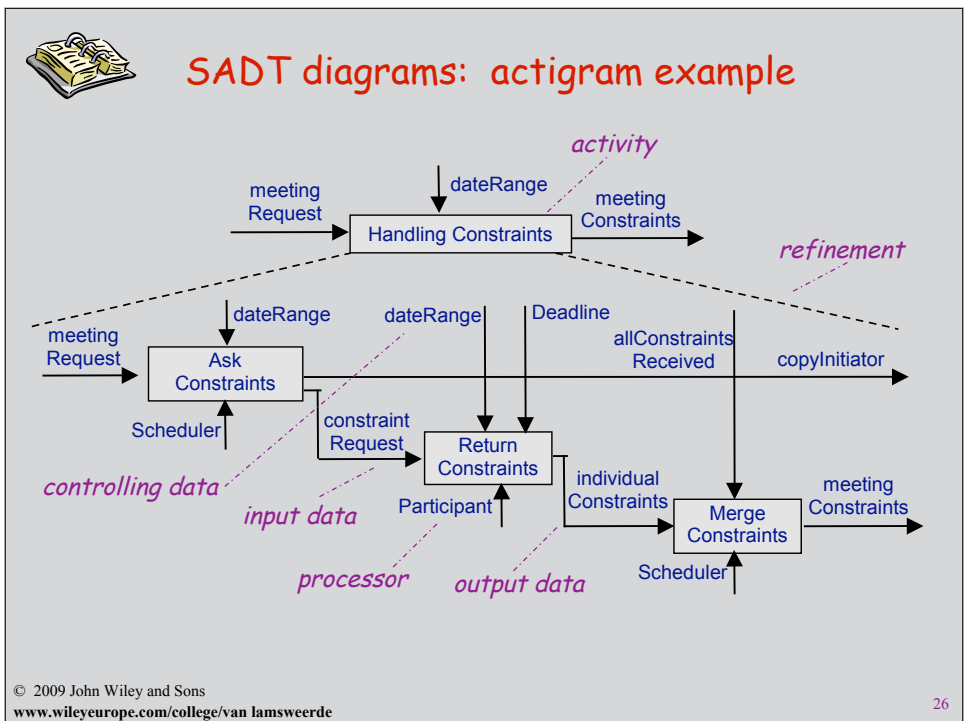 SADT diagrams: actigram example
activity
meeting
Request
dateRange
meeting
Constraints
Handling Constraints
refinement
dateRange
dateRange
Deadline
meeting
Request
allConstraints
Received
copyInitiator
Ask
Constraints
Scheduler
constraint
Request
Return
Constraints
controlling data
input data
Participant
individual
Constraints
meeting
Constraints
Merge
Constraints
processor
output data
Scheduler
© 2009 John Wiley and Sons
www.wileyeurope.com/college/van lamsweerde
26